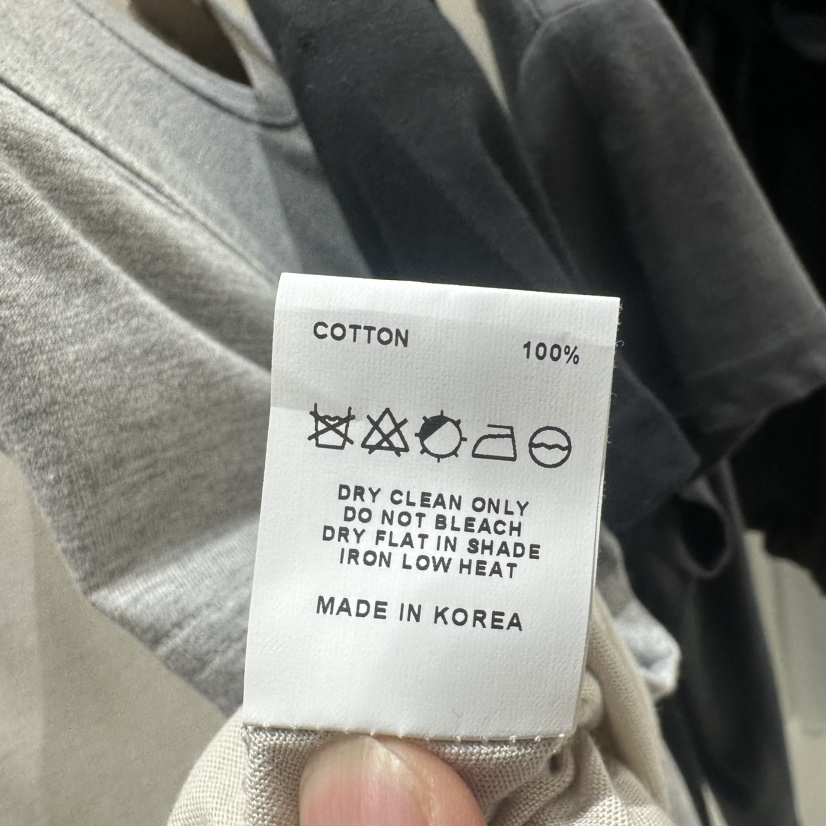 COTTON
100%
DRY CLEAN ONLY
DO NOT BLEACH
DRY FLAT IN SHADE
IRON LOW HEAT
MADE IN KOREA